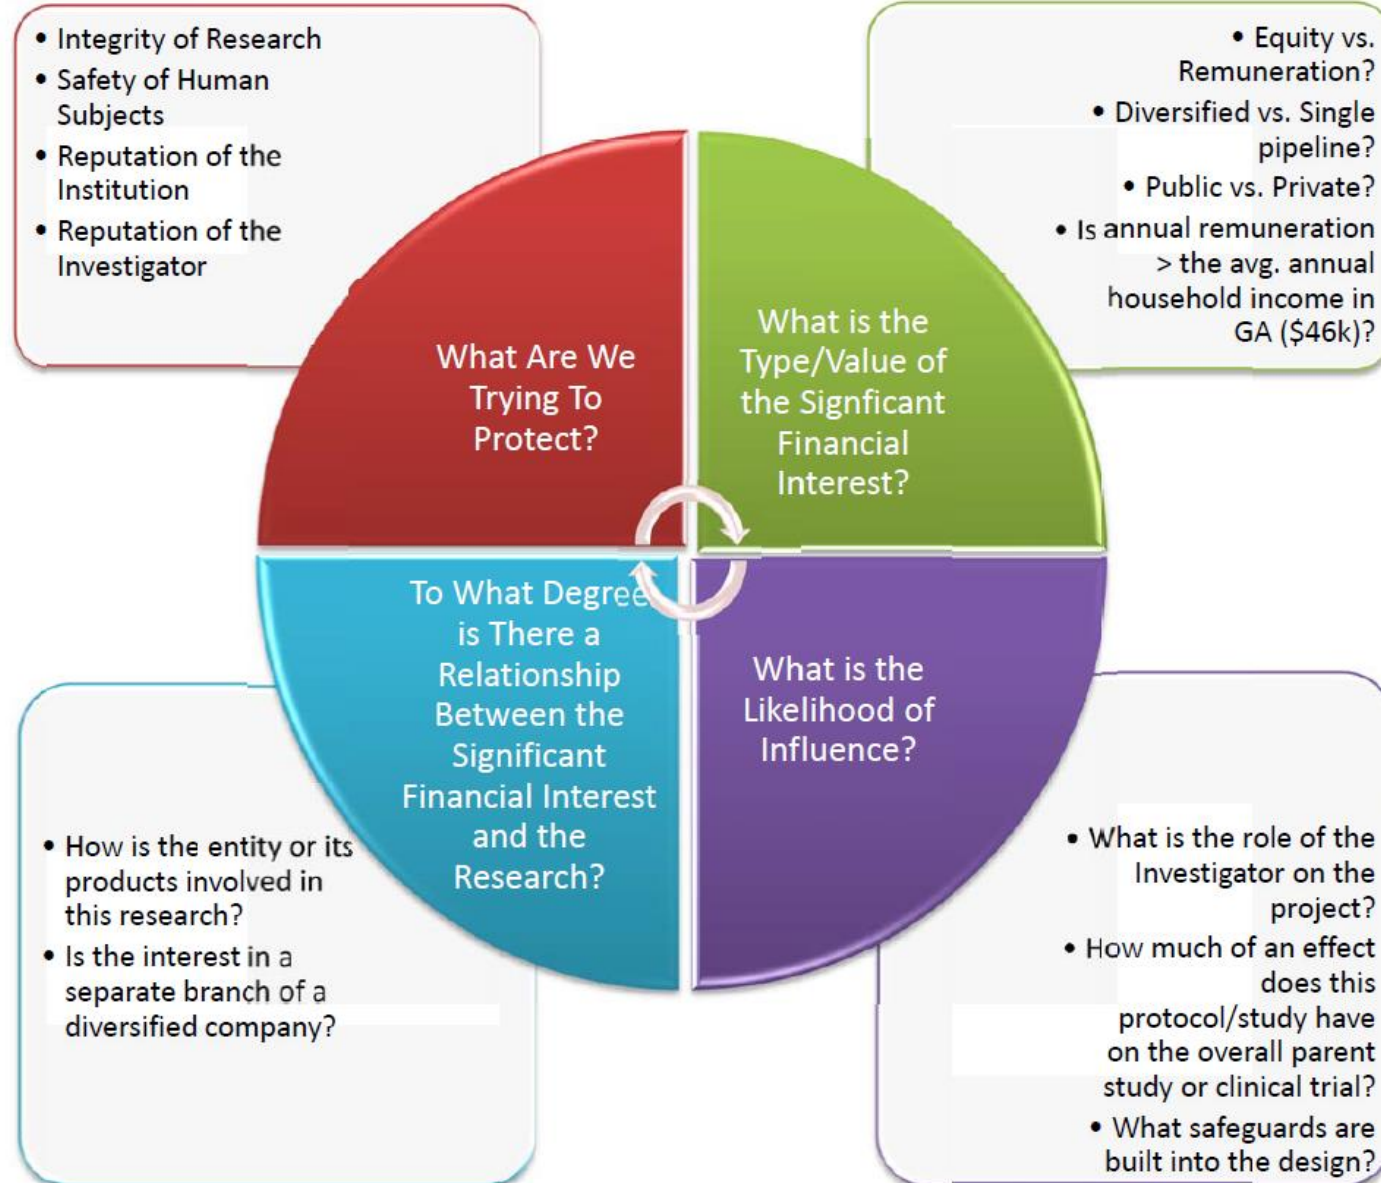 • Integrity of Research
• Safety of Human
Subjects
• Reputation of the
Institution
• Reputation of the
Investigator
• Equity vs.
Remuneration?
• Diversified vs. Single
pipeline?
• Public vs. Private?
• Is annual remuneration
> the avg. annual
household income in
GA ($46k)?
What Are We
Trying To
Protect?
What is the
Type/Value of
the Signficant
Financial
Interest?
To What Degree
is There a
Relationship
Between the
Significant
Financial Interest
and the
Research?
What is the
Likelihood of
Influence?
• How is the entity or its
products involved in
this research?
• Is the interest in a
separate branch of a
diversified company?
• What is the role of the
Investigator on the
project?
• How much of an effect
does this
protocol/study have
on the overall parent
study or clinical trial?
• What safeguards are
built into the design?